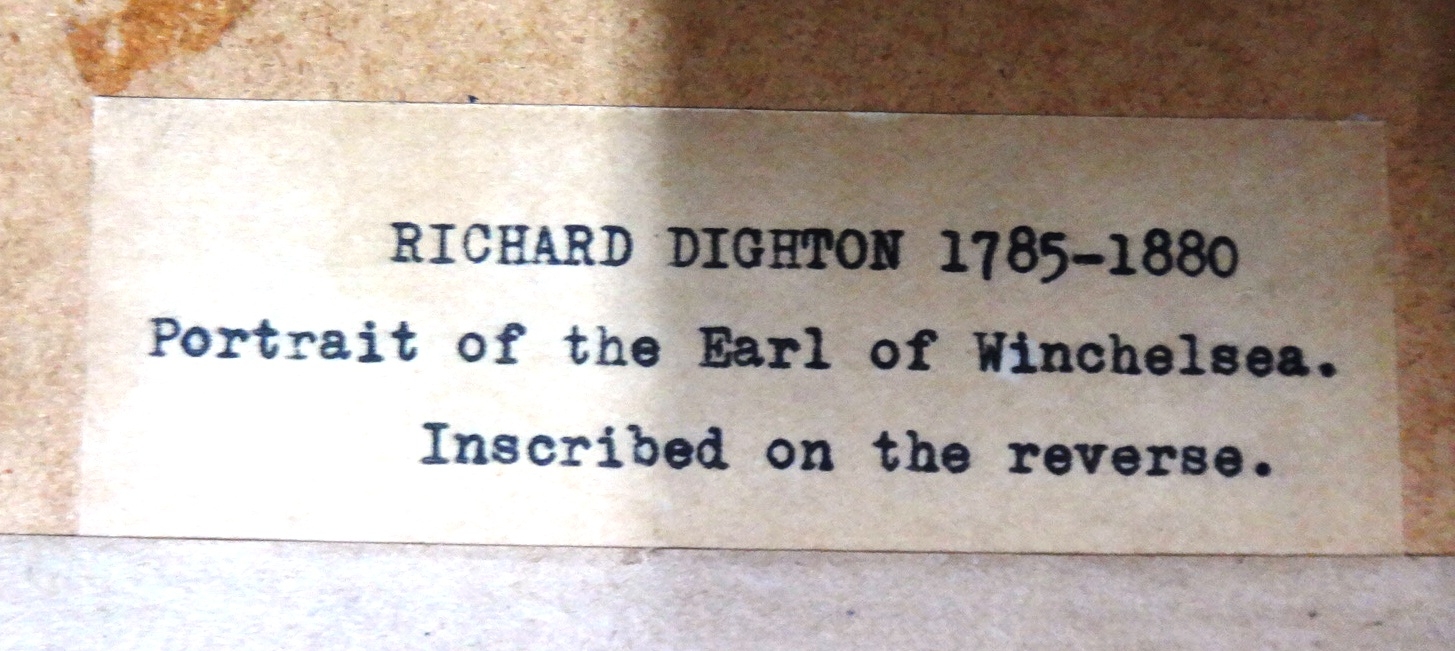 RICHARD DIGHTON 1785-1880
Portrait of the Earl of Winchelsea.
Inscribed on the reverse.